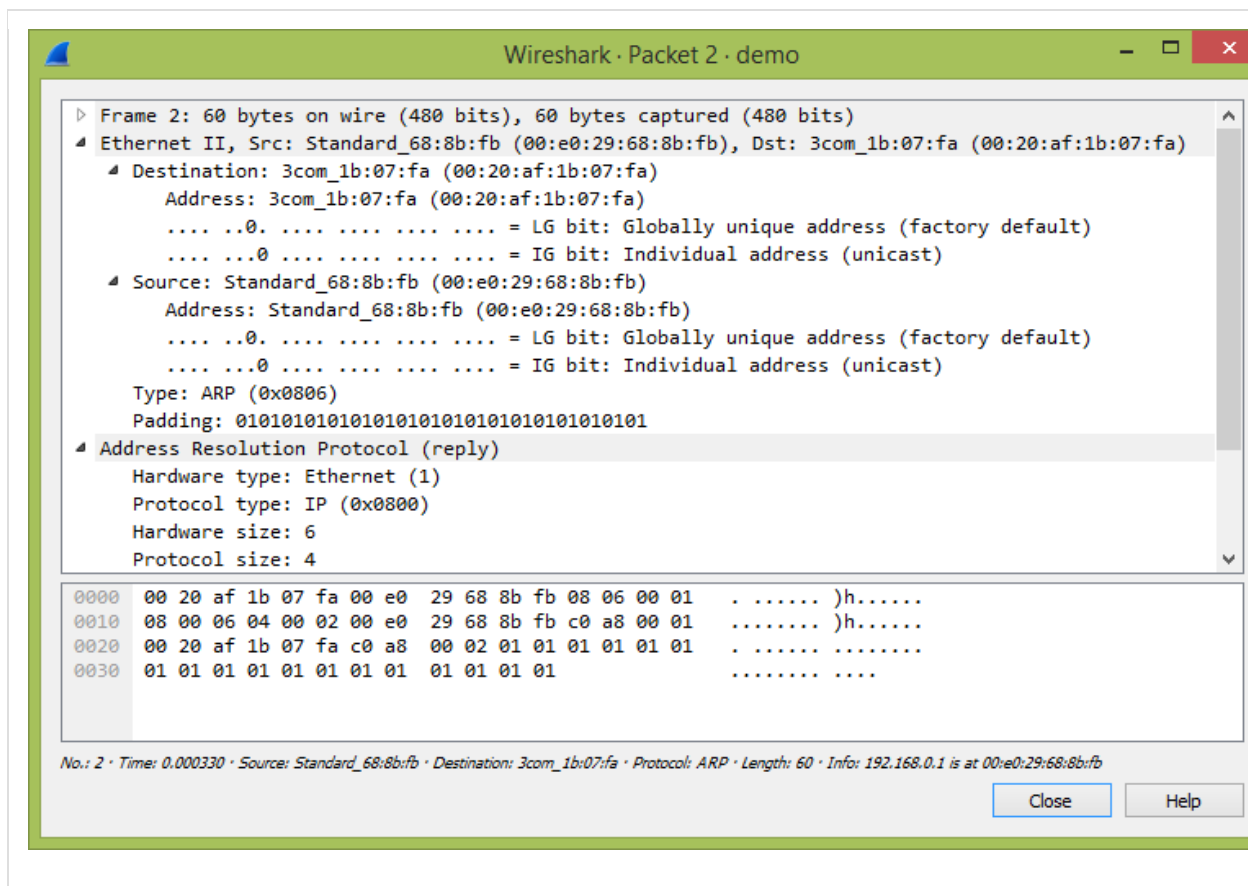 Wireshark · Packet 2 · demo
Frame 2: 60 bytes on wire (480 bits), 60 bytes captured (480 bits)
Ethernet II, Src: Standard_68:8b:fb (00:e0:29:68:8b:fb), Dst: 3com_1b:07:fa (00:20:af:1b:07:fa)
Destination: 3com_1b:07:fa (00:20:af:1b:07:fa)
Address: 3com_1b:07:fa (00:20:af:1b:07:fa)
.... ..0. .... .... .... .... = LG bit: Globally unique address (factory default)
.... ...0 .... .... .... .... = IG bit: Individual address (unicast)
Source: Standard_68:8b:fb (00:e0:29:68:8b:fb)
Address: Standard_68:8b:fb (00:e0:29:68:8b:fb)
.... ..0. .... .... .... .... = LG bit: Globally unique address (factory default)
.... ...0 .... .... .... .... = IG bit: Individual address (unicast)
Type: ARP (0x0806)
Padding: 010101010101010101010101010101010101
Address Resolution Protocol (reply)
Hardware type: Ethernet (1)
Protocol type: IP (0x0800)
Hardware size: 6
Protocol size: 4
0000 00 20 af 1b 07 fa 00 e0 29 68 8b fb 08 06 00 01 . ...... )h......
0010 08 00 06 04 00 02 00 e0 29 68 8b fb c0 a8 00 01 ........ )h......
0020 00 20 af 1b 07 fa c0 a8 00 02 01 01 01 01 01 01 . ...... ........
0030 01 01 01 01 01 01 01 01 01 01 01 01 ........ ....
No.: 2 · Time: 0.000330 · Source: Standard_68:8b:fb · Destination: 3com_1b:07:fa · Protocol: ARP · Length: 60 · Info: 192.168.0.1 is at 00:e0:29:68:8b:fb
Close Help